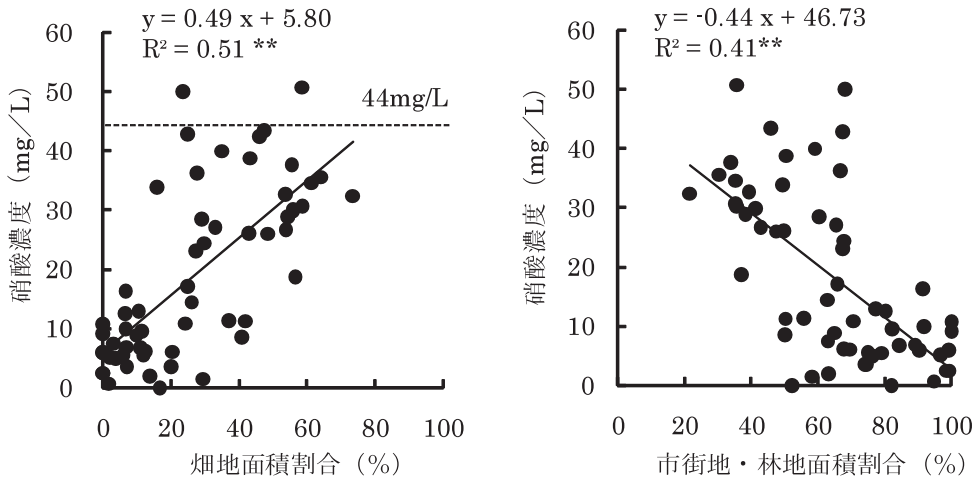 y = 0.49 x + 5.80
R² = 0.51 **
60
50
40
30
20
10
0
44mg/L
硝酸濃度（mg／L）
0 20 40 60 80 100
畑地面積割合（%）
y = -0.44 x + 46.73
R² = 0.41**
60
50
40
30
20
10
0
硝酸濃度（mg／L）
0 20 40 60 80 100
市街地・林地面積割合（%）